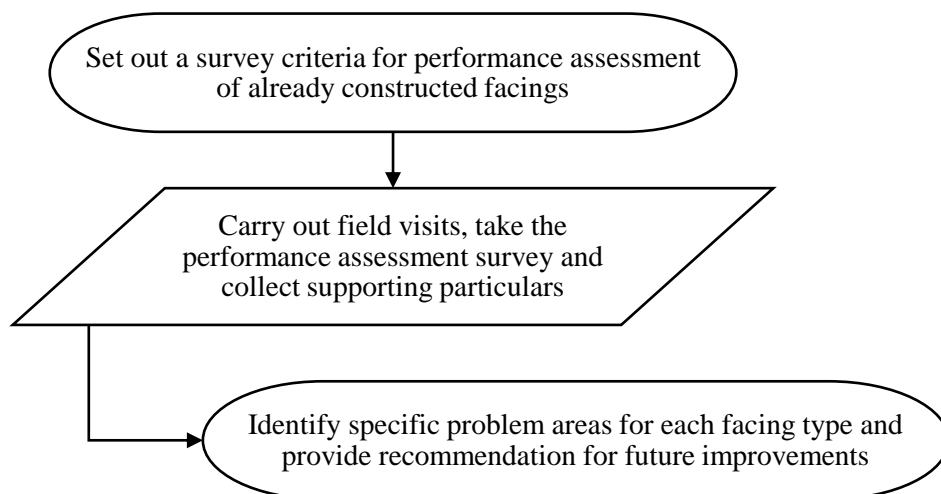 Set out a survey criteria for performance assessment
of already constructed facings
Carry out field visits, take the
performance assessment survey and
collect supporting particulars
Identify specific problem areas for each facing type and
provide recommendation for future improvements